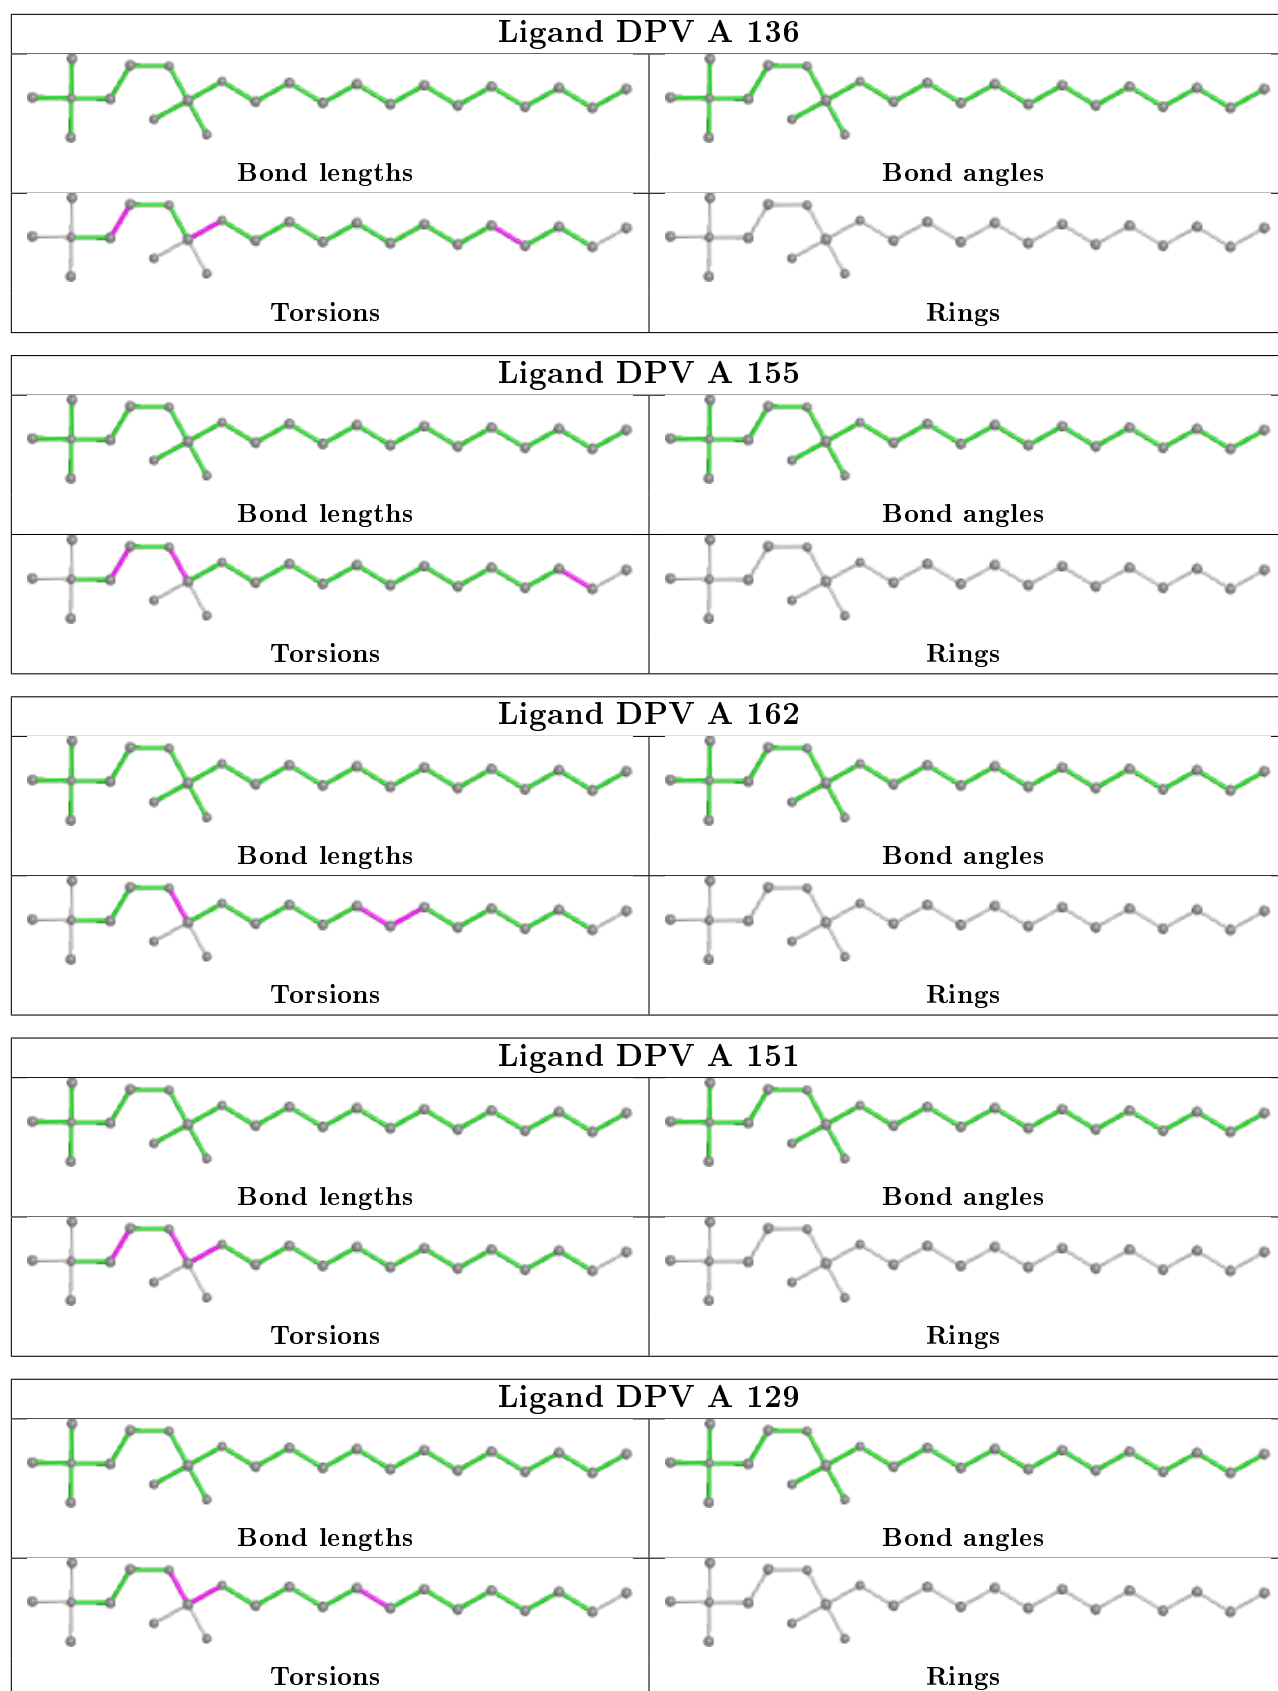 Ligand DPV A 136
Bond lengths
Bond angles
Torsions
Rings
Ligand DPV A 155
Bond lengths
Bond angles
Torsions
Rings
Ligand DPV A 162
Bond lengths
Bond angles
Torsions
Rings
Ligand DPV A 151
Bond lengths
Bond angles
Torsions
Rings
Ligand DPV A 129
Bond lengths
Bond angles
Torsions
Rings